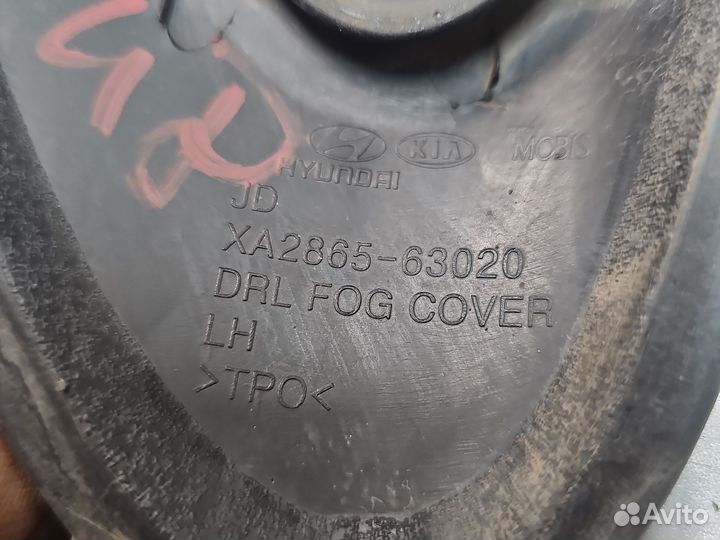 HYUNDAI KIA MOBIS
JD
XA2865-63020
DRL FOG COVER
LH
>TPO<
Avito